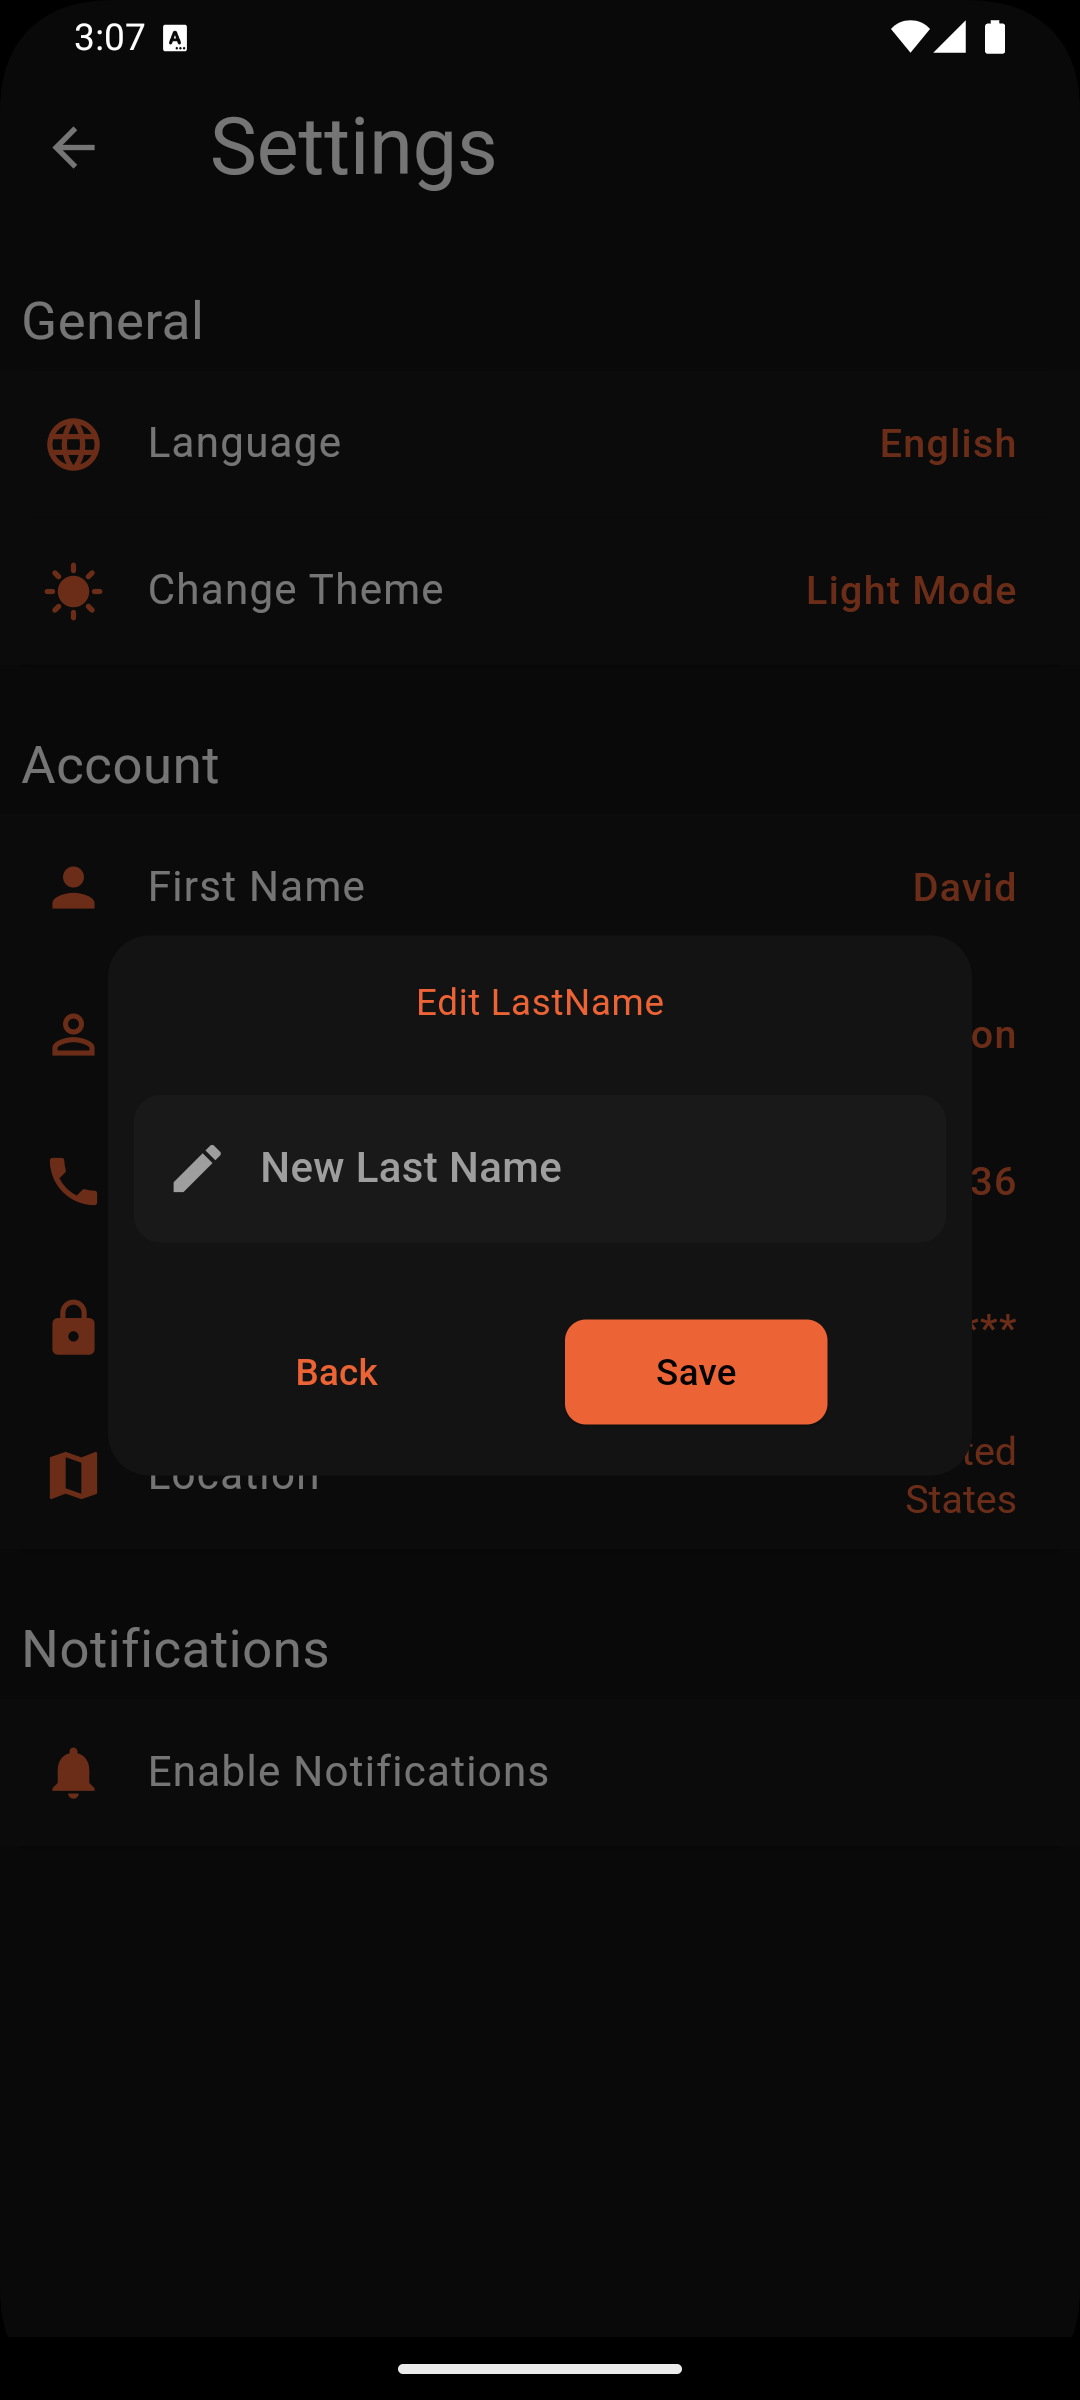 3:07
Settings
General
Language
English
Change Theme
Light Mode
Account
First Name
David
on
36
***
Edit LastName
New Last Name
Back
Save
Location
ted
States
Notifications
Enable Notifications